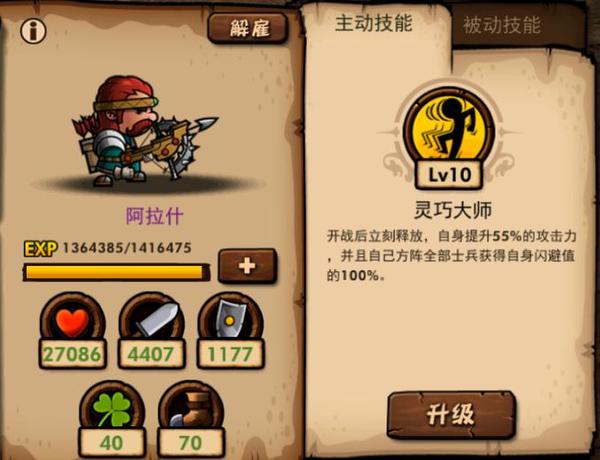 解雇
阿拉什
EXP 1364385/1416475
+
27086
4407
1177
40
70
主动技能
被动技能
Lv10
灵巧大师
开战后立刻释放，自身提升55%的攻击力
，并且自己方阵全部士兵获得自身闪避值
的100%。
升级